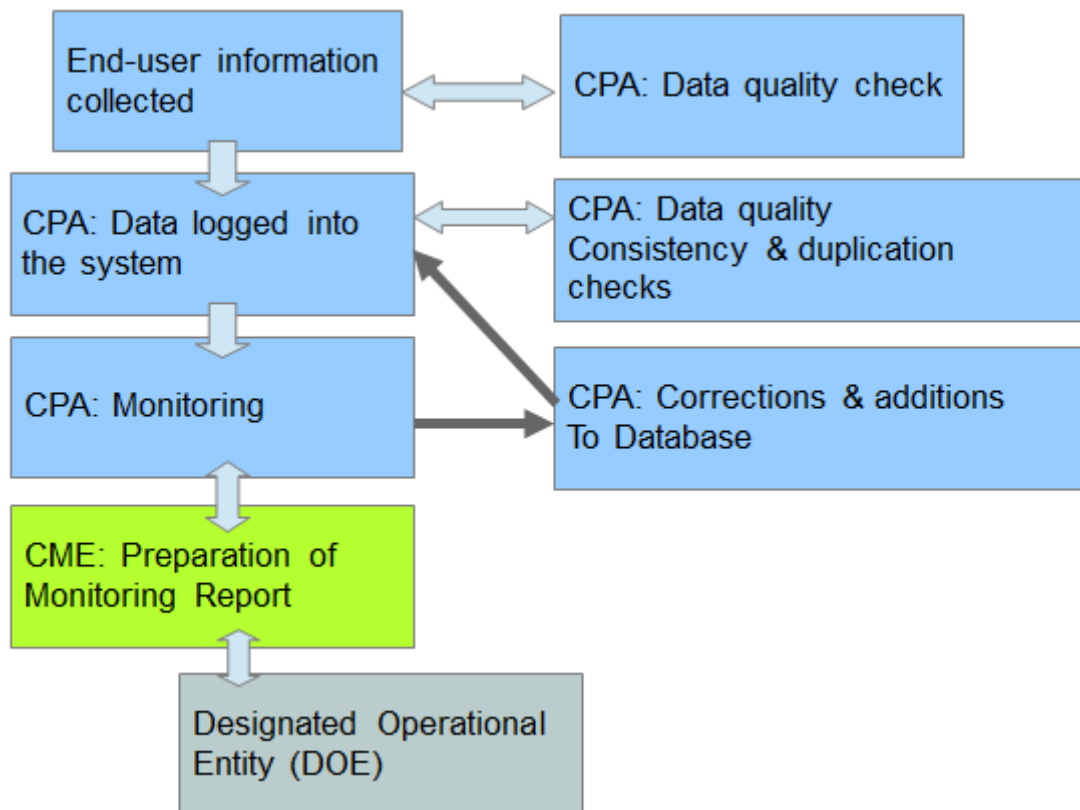 End-user information
collected
CPA: Data quality check
CPA: Data logged into
the system
CPA: Data quality
Consistency & duplication
checks
CPA: Monitoring
CPA: Corrections & additions
To Database
CME: Preparation of
Monitoring Report
Designated Operational
Entity (DOE)